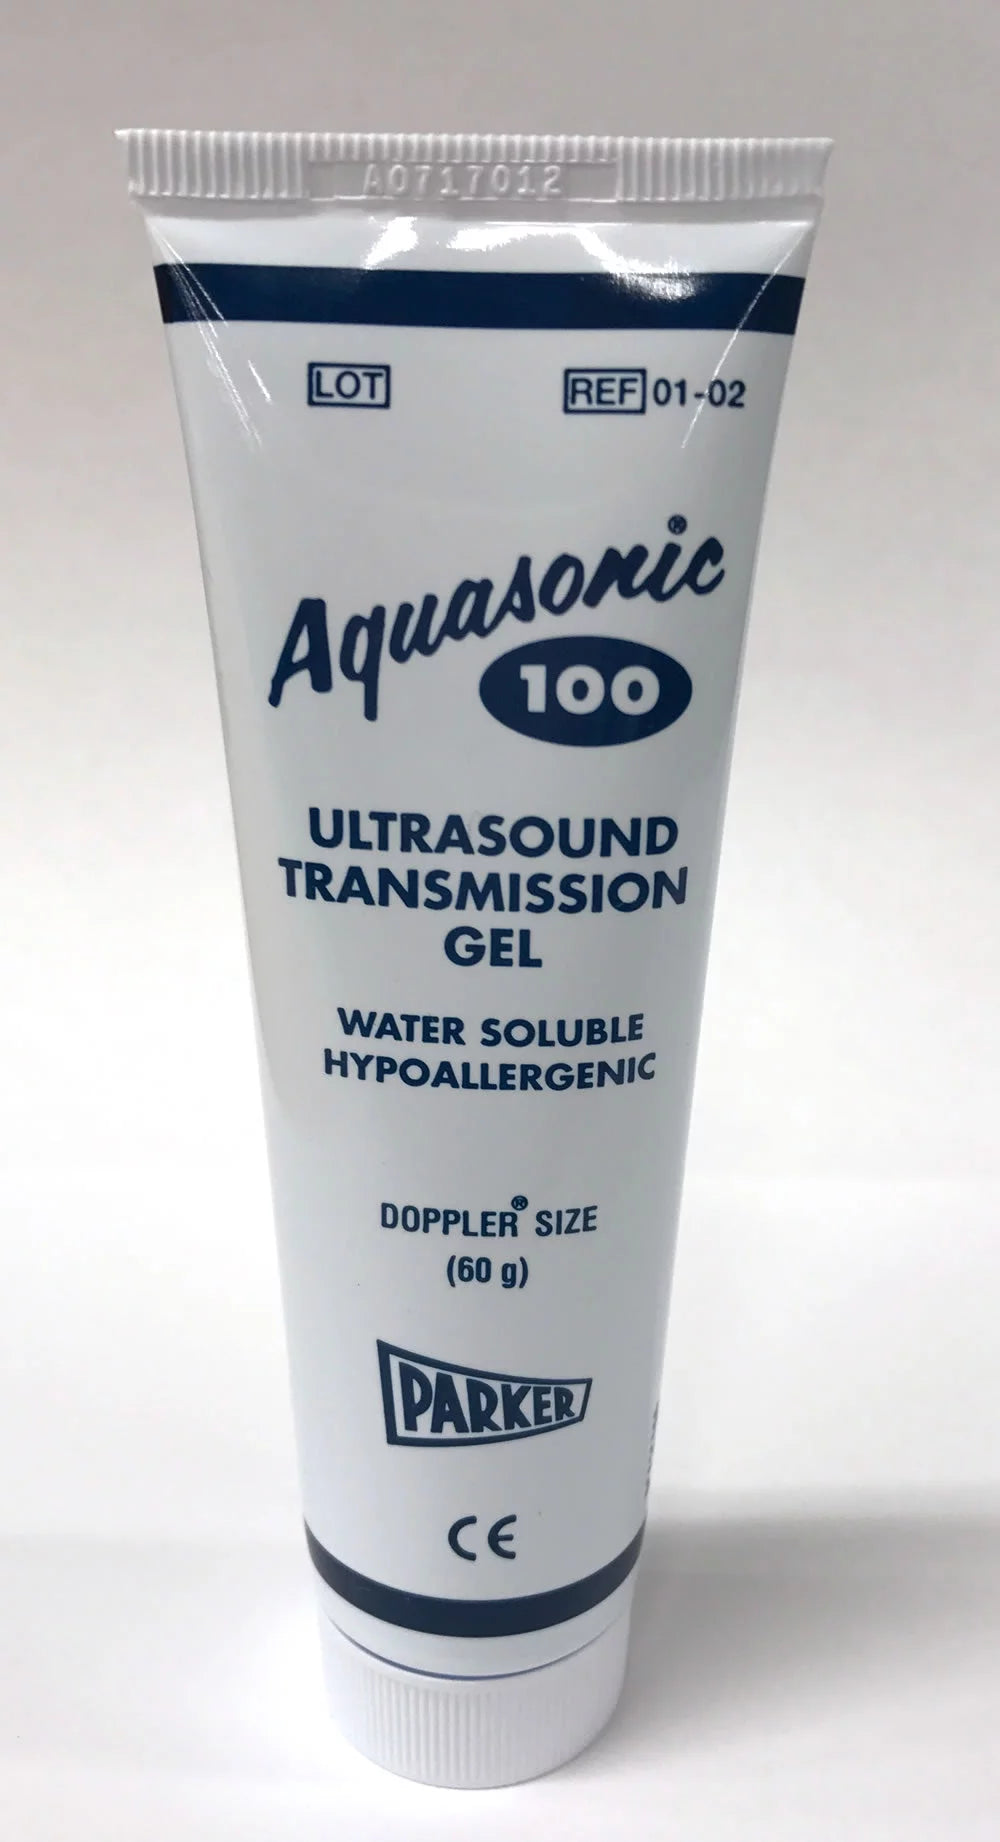 A0717012
LOT REF 01-02
Aquasonic®
100
ULTRASOUND
TRANSMISSION
GEL
WATER SOLUBLE
HYPOALLERGENIC
DOPPLER® SIZE
(60 g)
PARKER
CE